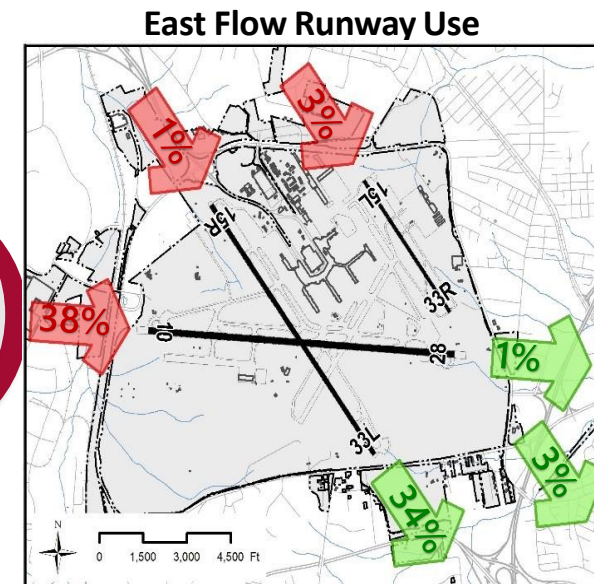 East Flow Runway Use
1%
3%
15R
15L
38%
10
33R
28
1%
33L
34%
3%
N
0 1,500 3,000 4,500 Ft